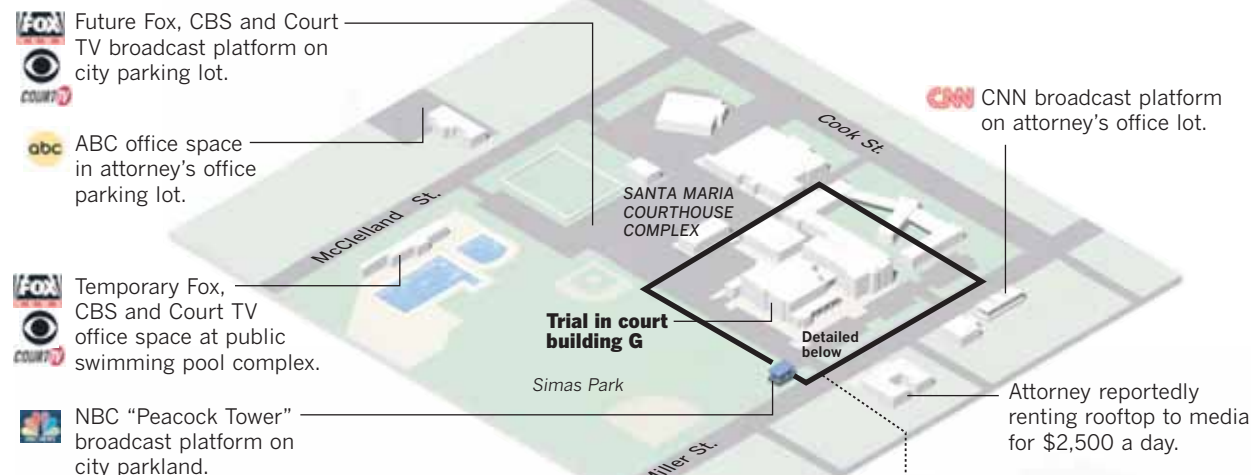 FOX
Future Fox, CBS and Court
TV broadcast platform on
city parking lot.
COURT TV
abc
ABC office space
in attorney's office
parking lot.
FOX
Temporary Fox,
CBS and Court TV
office space at public
swimming pool complex.
COURT TV
NBC “Peacock Tower”
broadcast platform on
city parkland.
McClelland St.
Cook St.
SANTA MARIA
COURTHOUSE
COMPLEX
Trial in court
building G
Detailed
below
Simas Park
Miller St.
CNN
CNN broadcast platform
on attorney’s office lot.
Attorney reportedly
renting rooftop to media
for $2,500 a day.